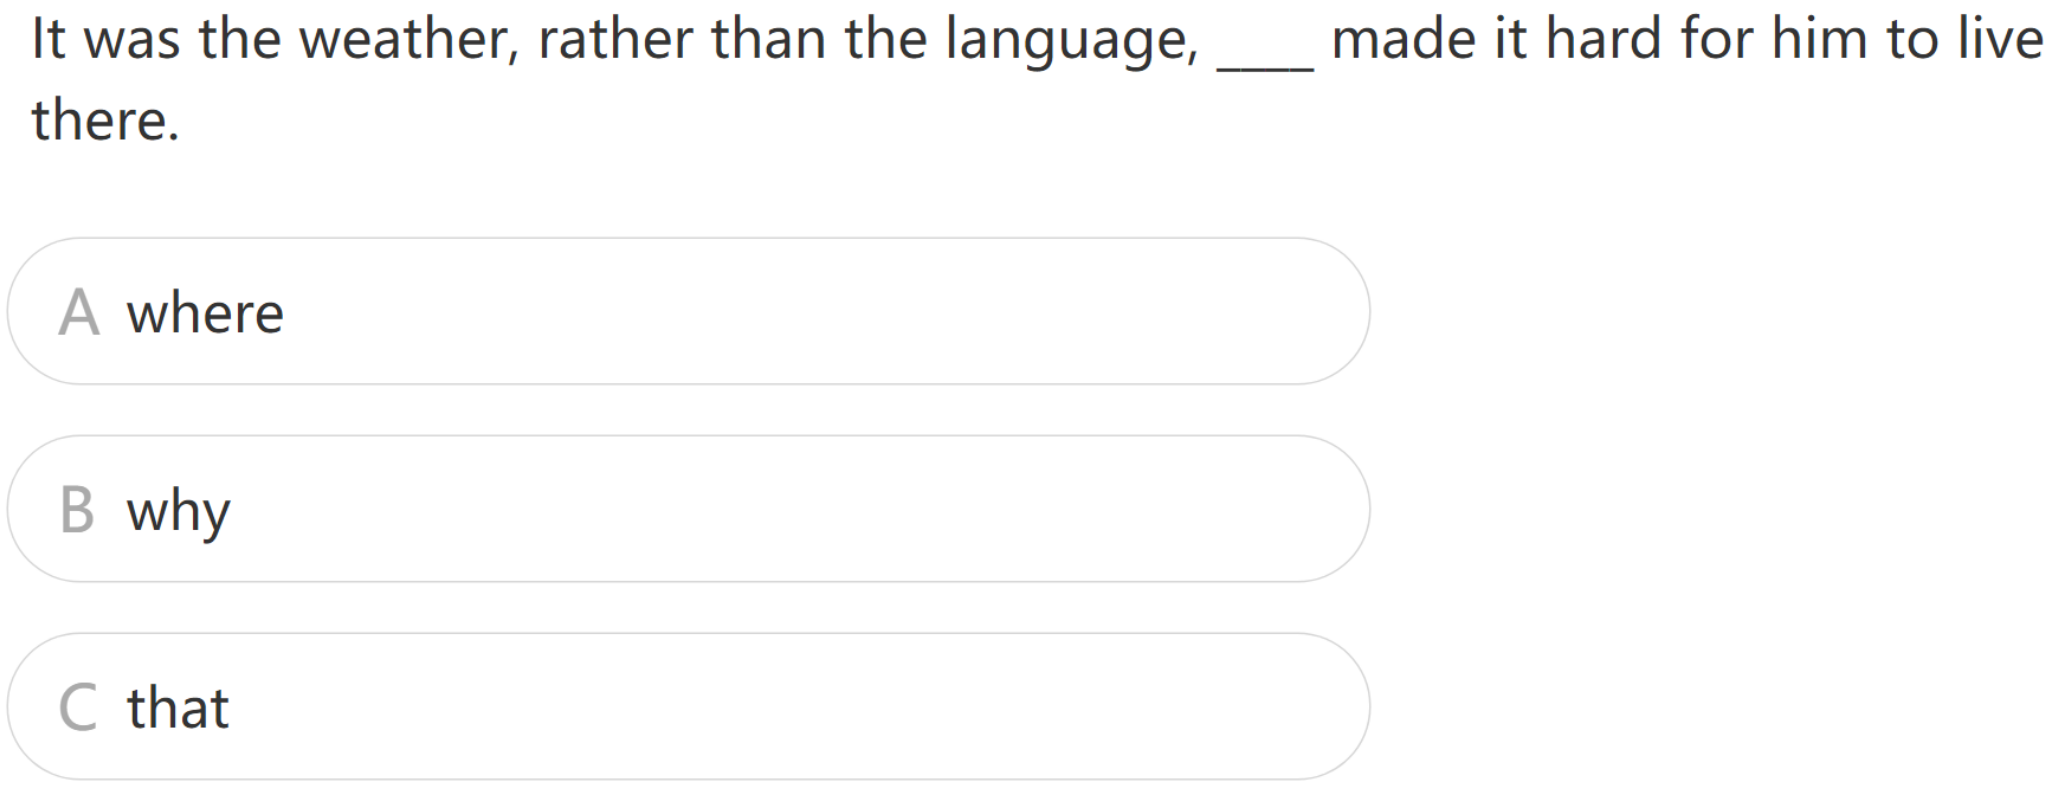 It was the weather, rather than the language, ____ made it hard for him to live
there.
A where
B why
C that